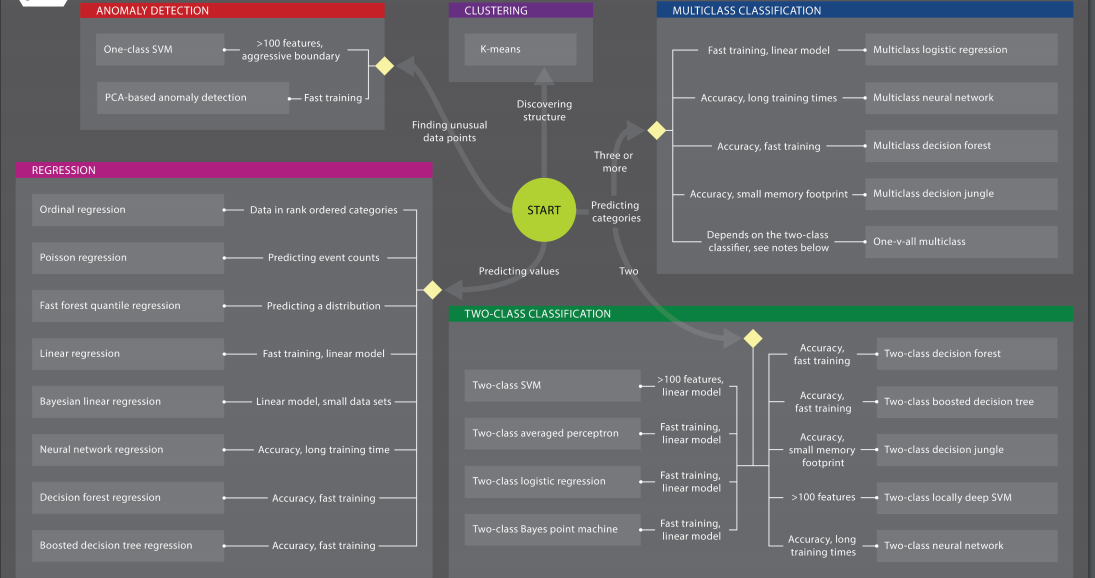 ANOMALY DETECTION
One-class SVM
>100 features,
aggressive boundary
PCA-based anomaly detection
Fast training
CLUSTERING
K-means
Discovering
structure
Finding unusual
data points
START
Predicting
categories
Three or
more
Two
Predicting values
MULTICLASS CLASSIFICATION
Fast training, linear model
Multiclass logistic regression
Accuracy, long training times
Multiclass neural network
Accuracy, fast training
Multiclass decision forest
Accuracy, small memory footprint
Multiclass decision jungle
Depends on the two-class
classifier, see notes below
One-v-all multiclass
REGRESSION
Ordinal regression
Data in rank ordered categories
Poisson regression
Predicting event counts
Fast forest quantile regression
Predicting a distribution
Linear regression
Fast training, linear model
Bayesian linear regression
Linear model, small data sets
Neural network regression
Accuracy, long training time
Decision forest regression
Accuracy, fast training
Boosted decision tree regression
Accuracy, fast training
TWO-CLASS CLASSIFICATION
Two-class SVM
>100 features,
linear model
Two-class averaged perceptron
Fast training,
linear model
Two-class logistic regression
Fast training,
linear model
Two-class Bayes point machine
Fast training,
linear model
Accuracy,
fast training
Two-class decision forest
Accuracy,
fast training
Two-class boosted decision tree
Accuracy,
small memory
footprint
Two-class decision jungle
>100 features
Two-class locally deep SVM
Accuracy, long
training times
Two-class neural network